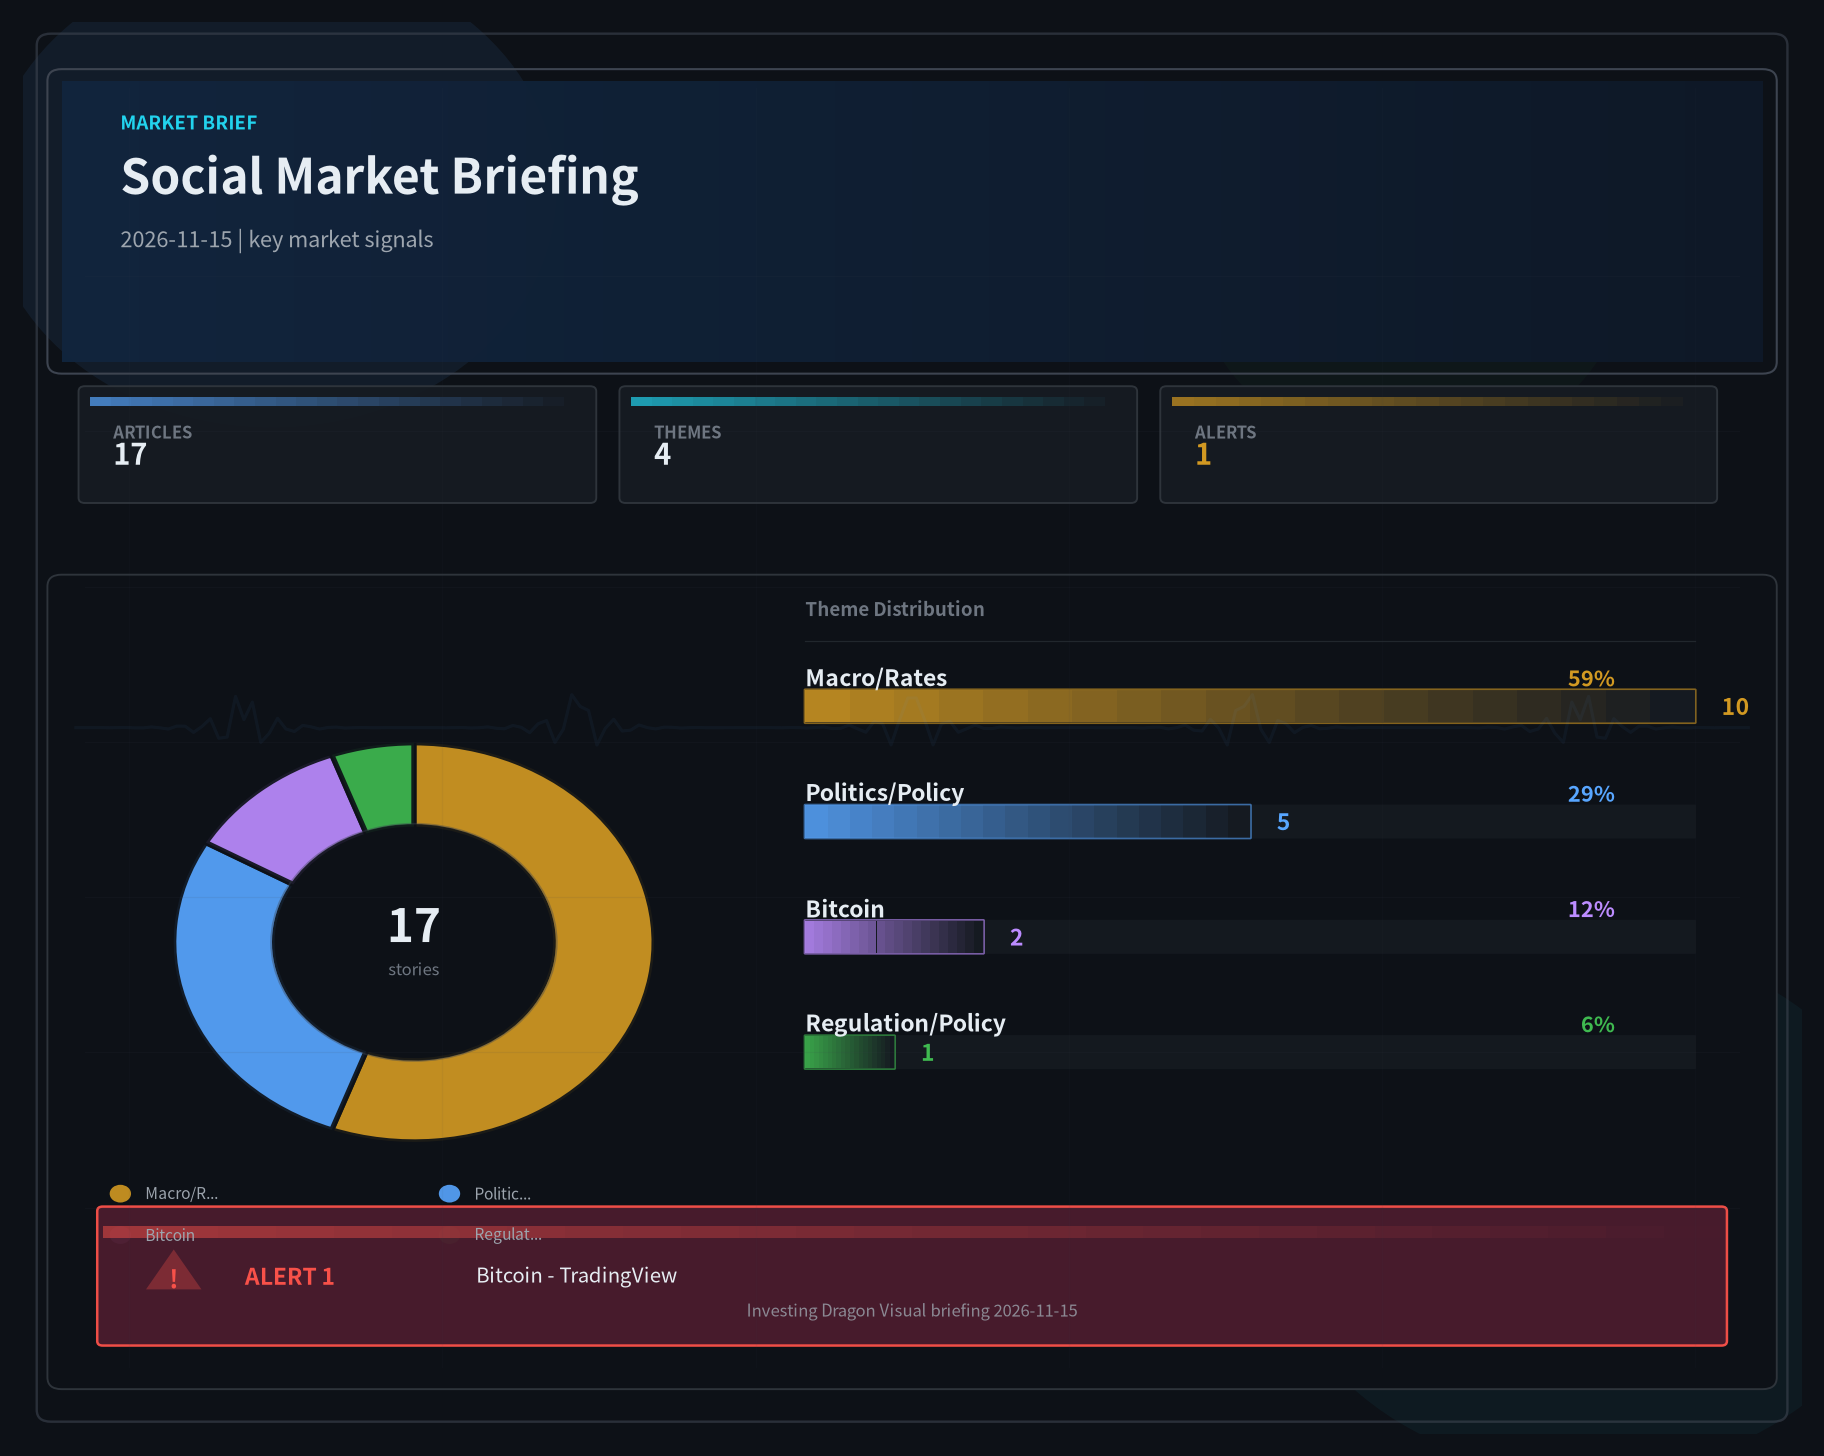 MARKET BRIEF
Social Market Briefing
2026-11-15 | key market signals
ARTICLES
17
THEMES
4
ALERTS
1
Theme Distribution
Macro/Rates
59%
10
Politics/Policy
29%
5
Bitcoin
12%
2
Regulation/Policy
6%
1
17
stories
Macro/R...
Politic...
Bitcoin
Regulat...
!
ALERT 1
Bitcoin - TradingView
Investing Dragon Visual briefing 2026-11-15